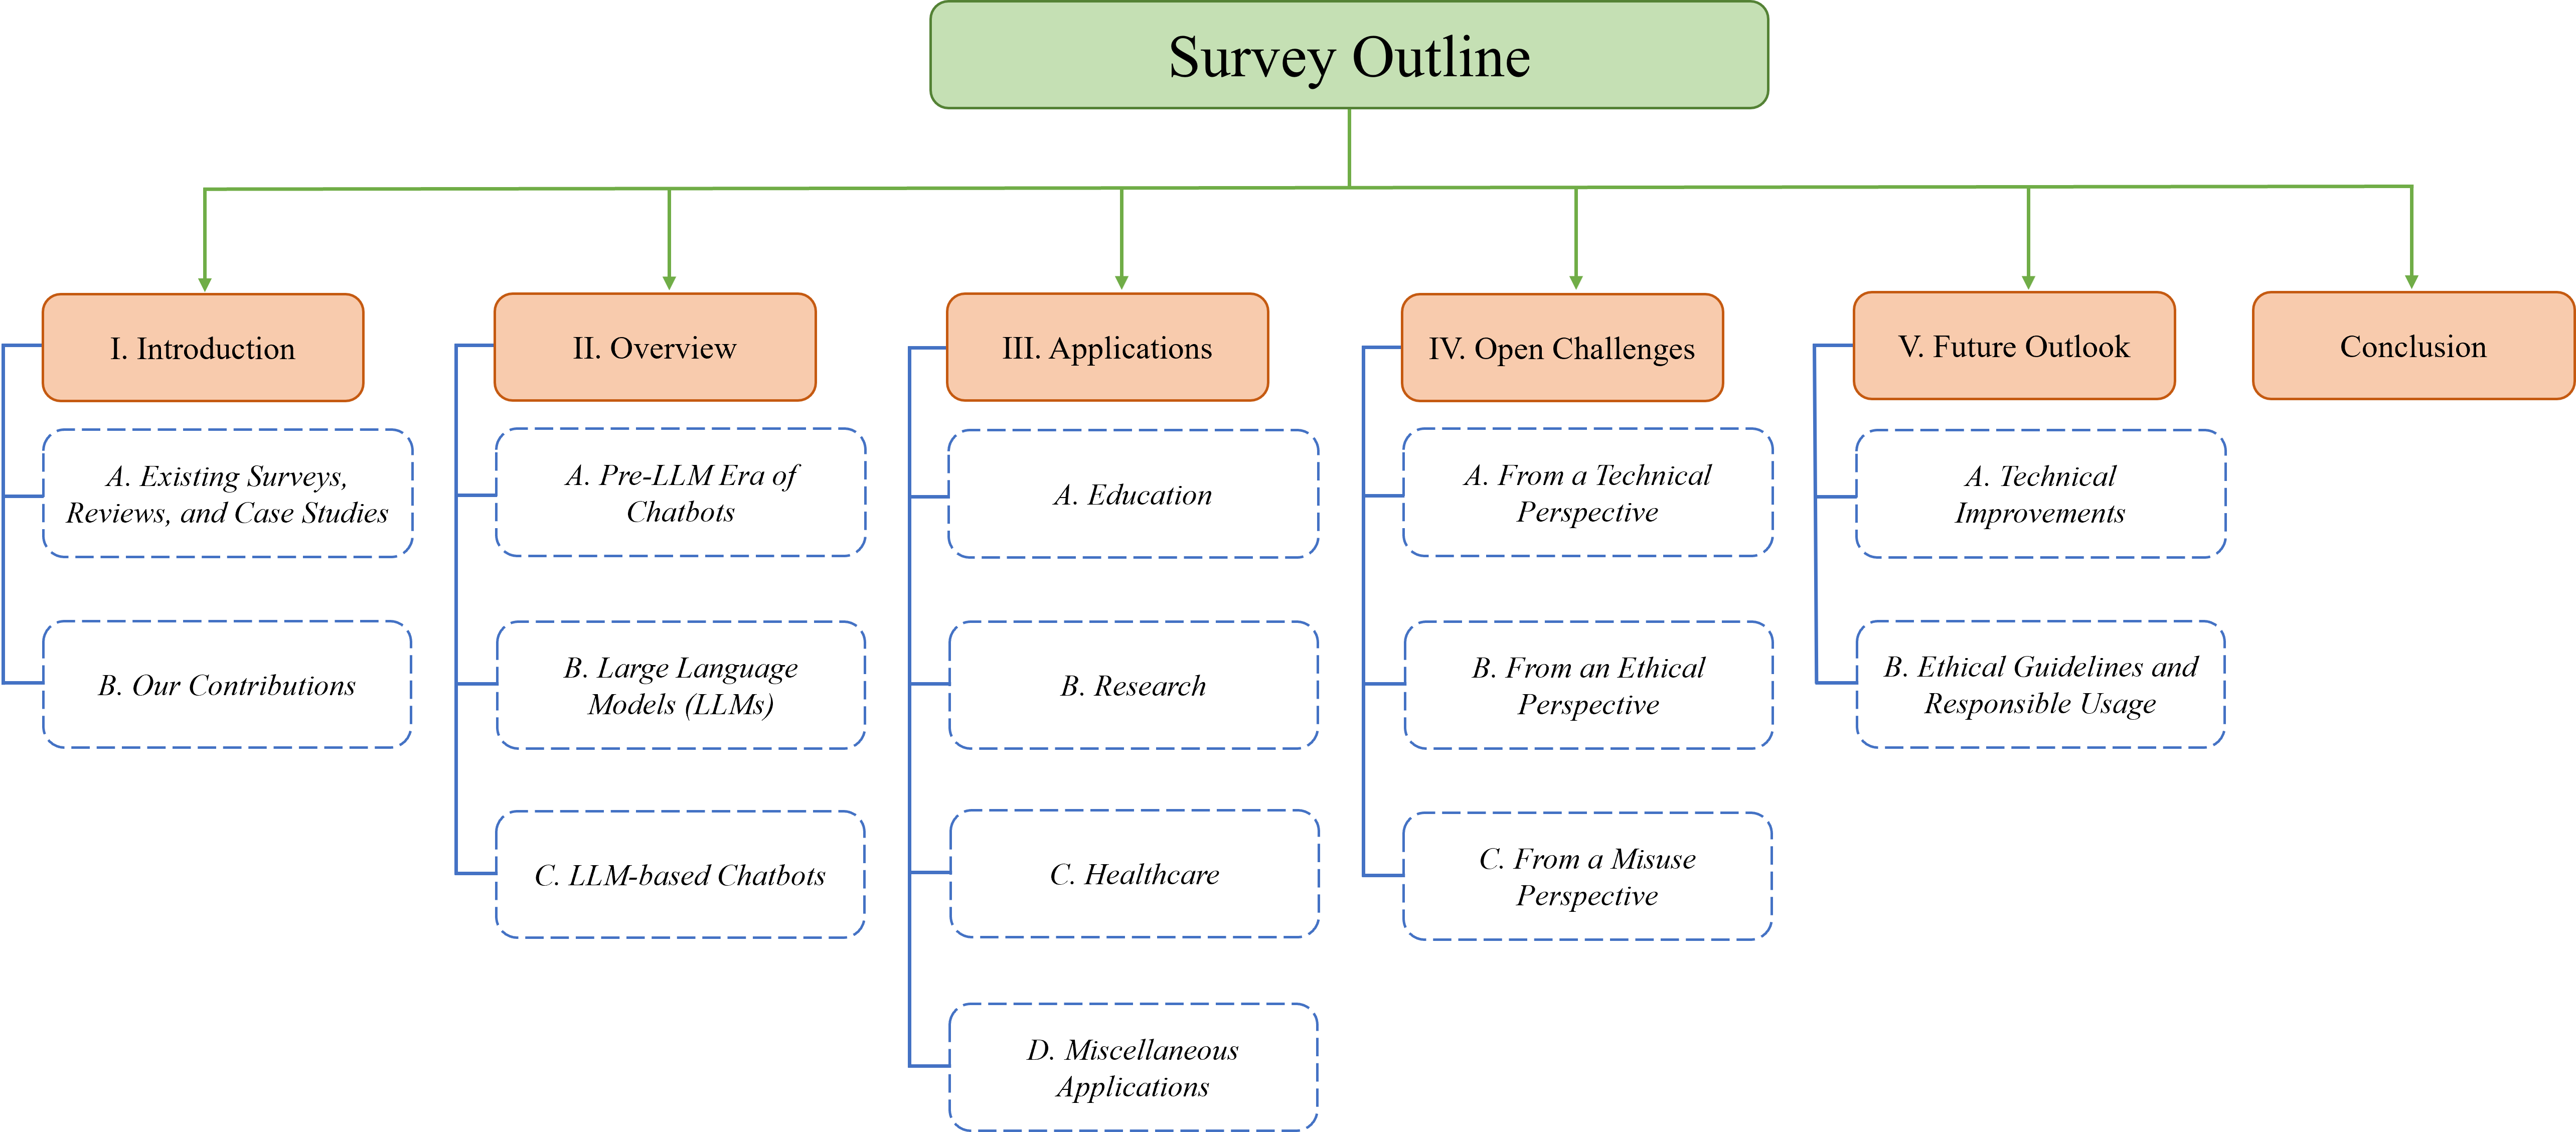 Survey Outline
I. Introduction
A. Existing Surveys,
Reviews, and Case Studies
B. Our Contributions
II. Overview
A. Pre-LLM Era of
Chatbots
B. Large Language
Models (LLMs)
C. LLM-based Chatbots
III. Applications
A. Education
B. Research
C. Healthcare
D. Miscellaneous
Applications
IV. Open Challenges
A. From a Technical
Perspective
B. From an Ethical
Perspective
C. From a Misuse
Perspective
V. Future Outlook
A. Technical
Improvements
B. Ethical Guidelines and
Responsible Usage
Conclusion